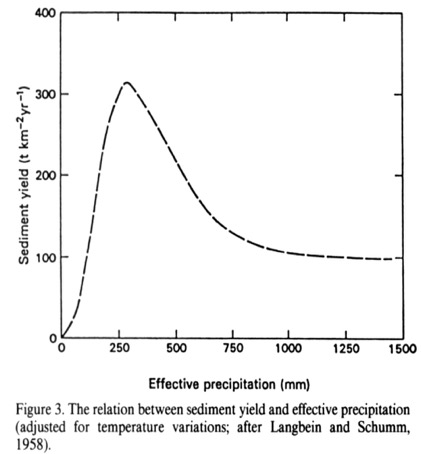 400
300
200
100
0
Sediment yield (t km⁻² yr⁻¹)
0 250 500 750 1000 1250 1500
Effective precipitation (mm)
Figure 3. The relation between sediment yield and effective precipitation
(adjusted for temperature variations; after Langbein and Schumm,
1958).